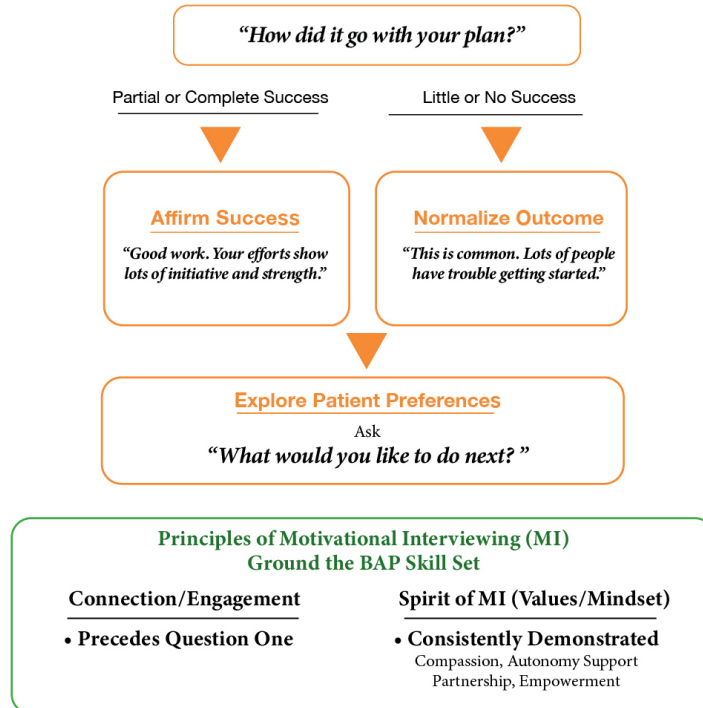 “How did it go with your plan?”
Partial or Complete Success
Little or No Success
Affirm Success
“Good work. Your efforts show
lots of initiative and strength.”
Normalize Outcome
“This is common. Lots of people
have trouble getting started.”
Explore Patient Preferences
Ask
“What would you like to do next? ”
Principles of Motivational Interviewing (MI)
Ground the BAP Skill Set
Connection/Engagement
• Precedes Question One
Spirit of MI (Values/Mindset)
• Consistently Demonstrated
Compassion, Autonomy Support
Partnership, Empowerment